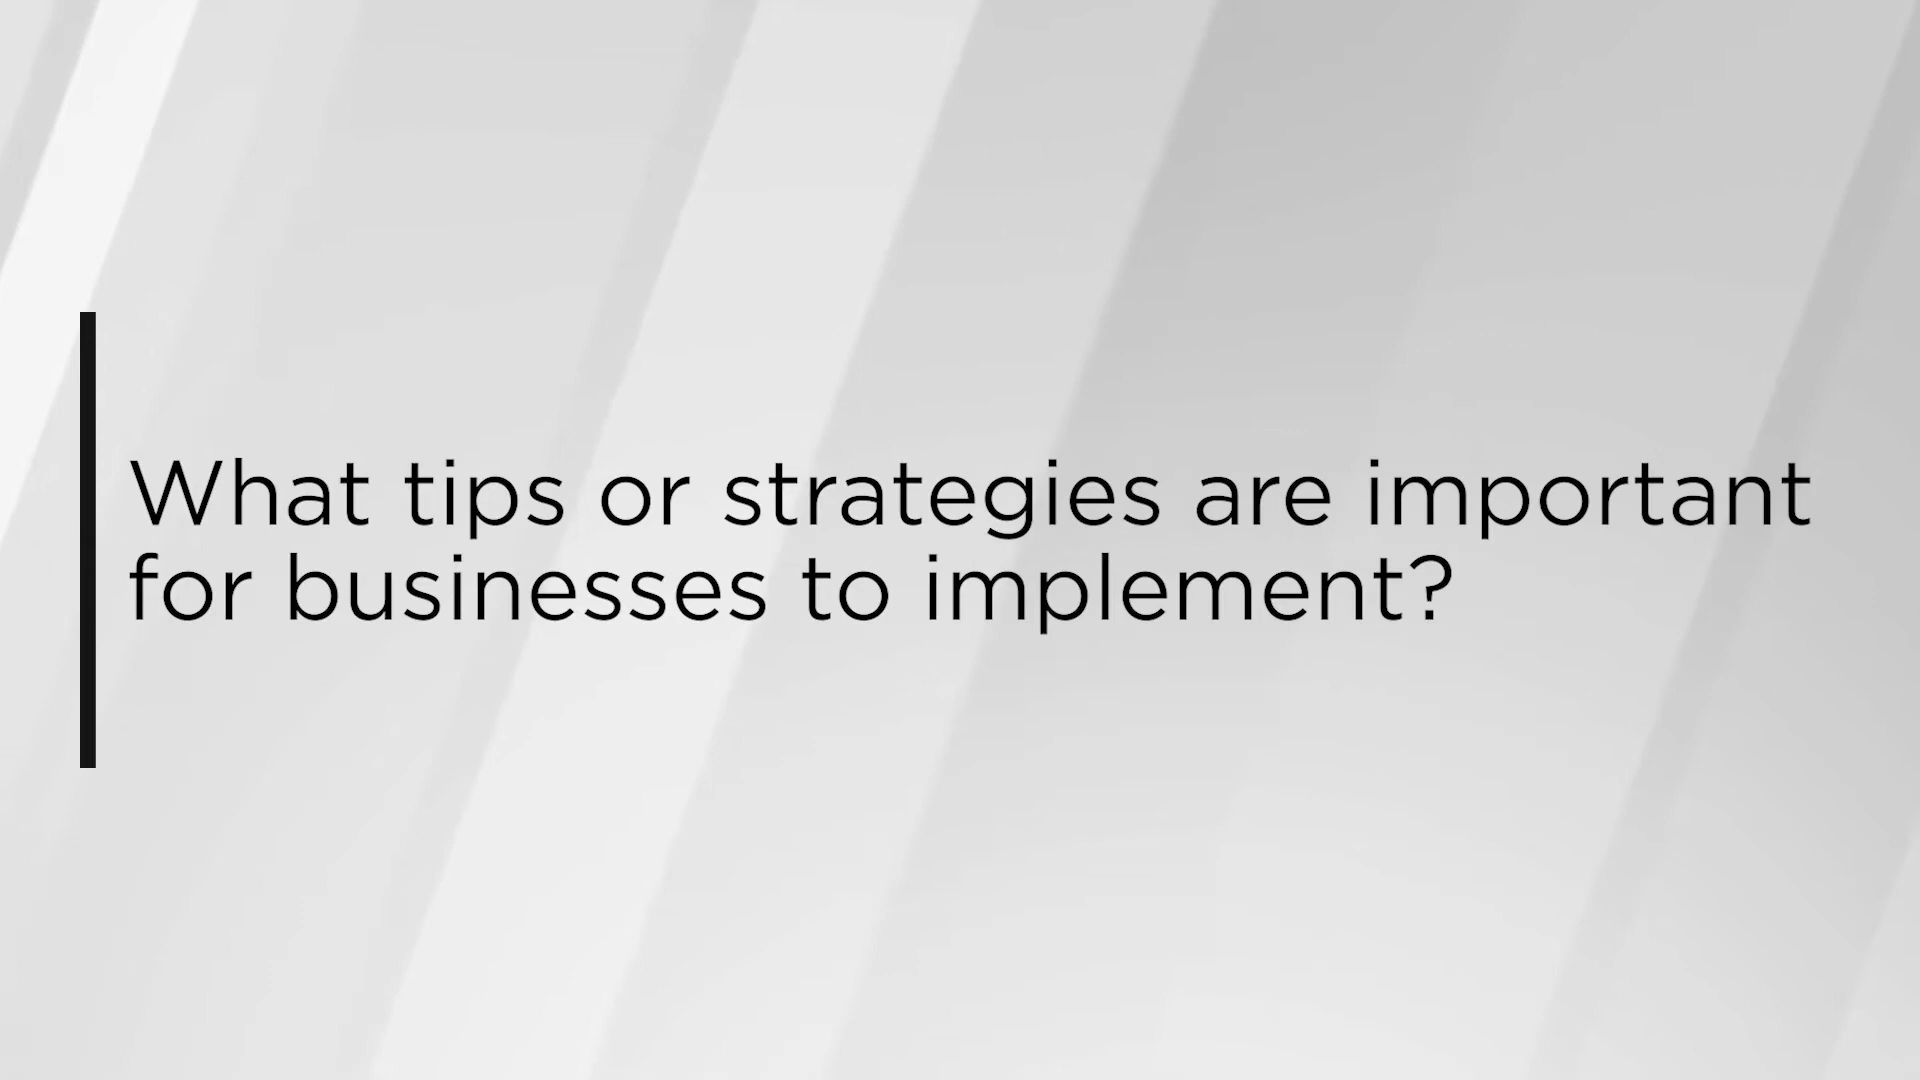 What tips or strategies are important
for businesses to implement?